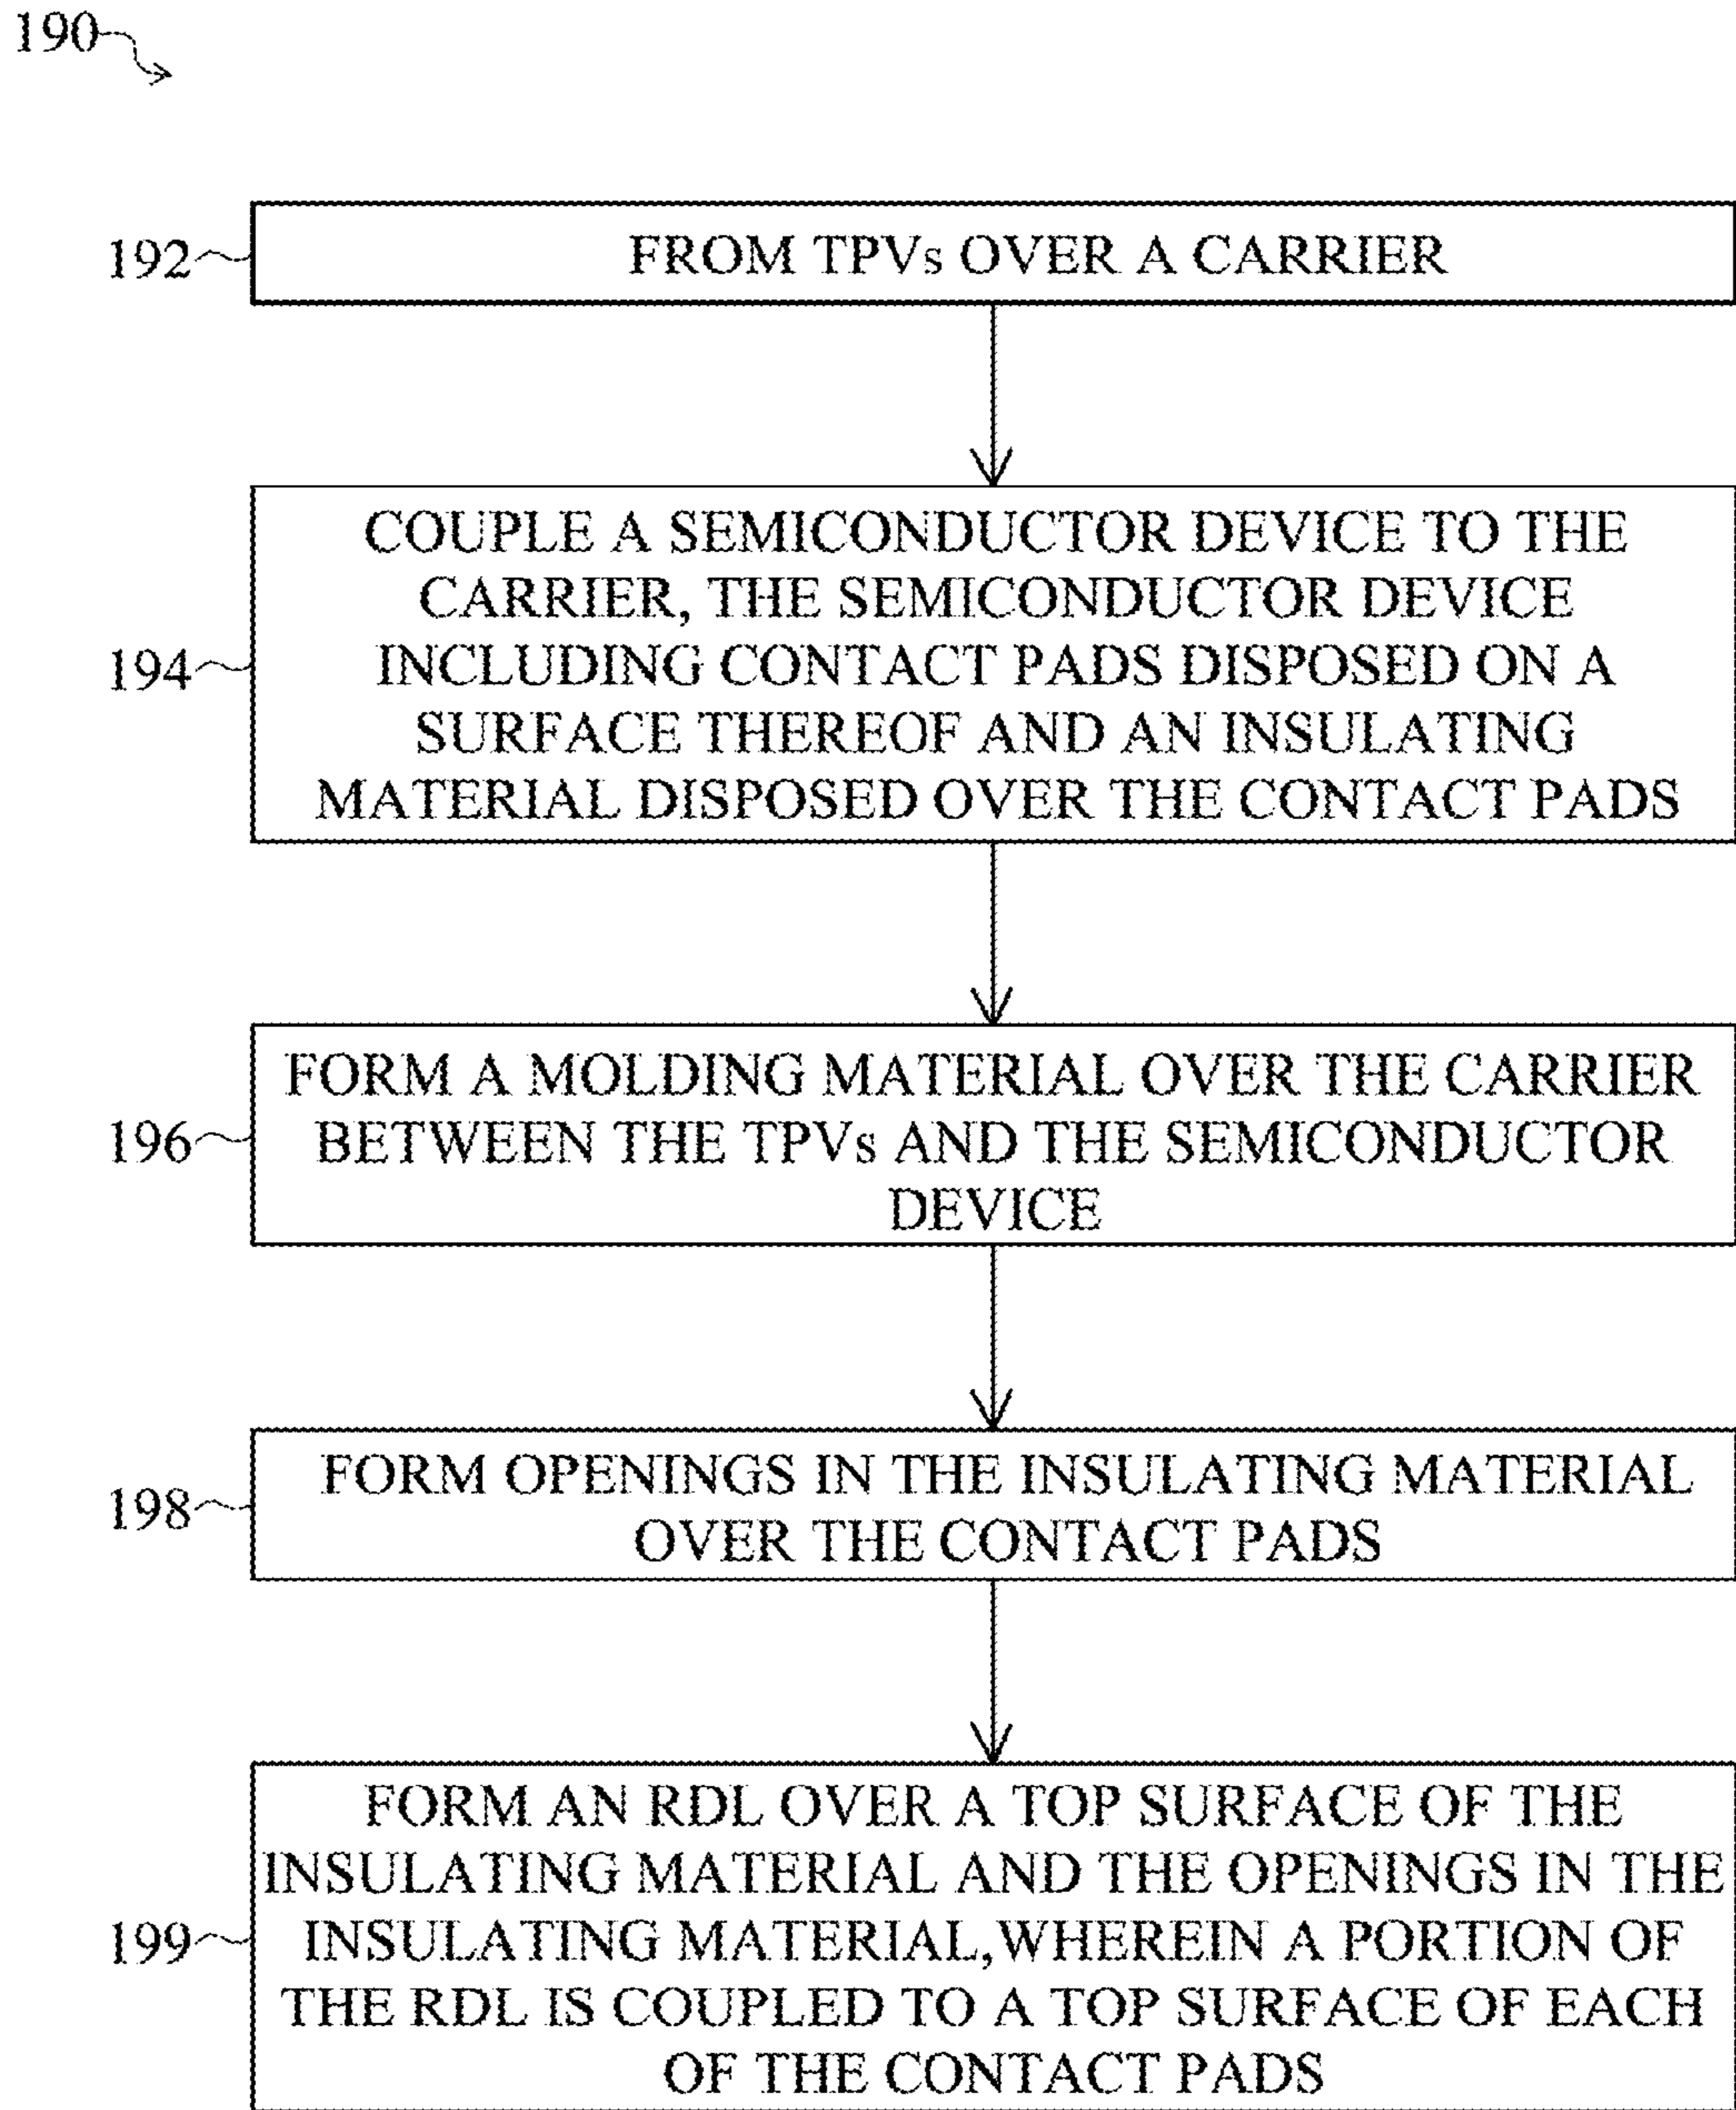 190
192
FROM TPVs OVER A CARRIER
194
COUPLE A SEMICONDUCTOR DEVICE TO THE
CARRIER, THE SEMICONDUCTOR DEVICE
INCLUDING CONTACT PADS DISPOSED ON A
SURFACE THEREOF AND AN INSULATING
MATERIAL DISPOSED OVER THE CONTACT PADS
196
FORM A MOLDING MATERIAL OVER THE CARRIER
BETWEEN THE TPVs AND THE SEMICONDUCTOR
DEVICE
198
FORM OPENINGS IN THE INSULATING MATERIAL
OVER THE CONTACT PADS
199
FORM AN RDL OVER A TOP SURFACE OF THE
INSULATING MATERIAL AND THE OPENINGS IN THE
INSULATING MATERIAL,WHEREIN A PORTION OF
THE RDL IS COUPLED TO A TOP SURFACE OF EACH
OF THE CONTACT PADS